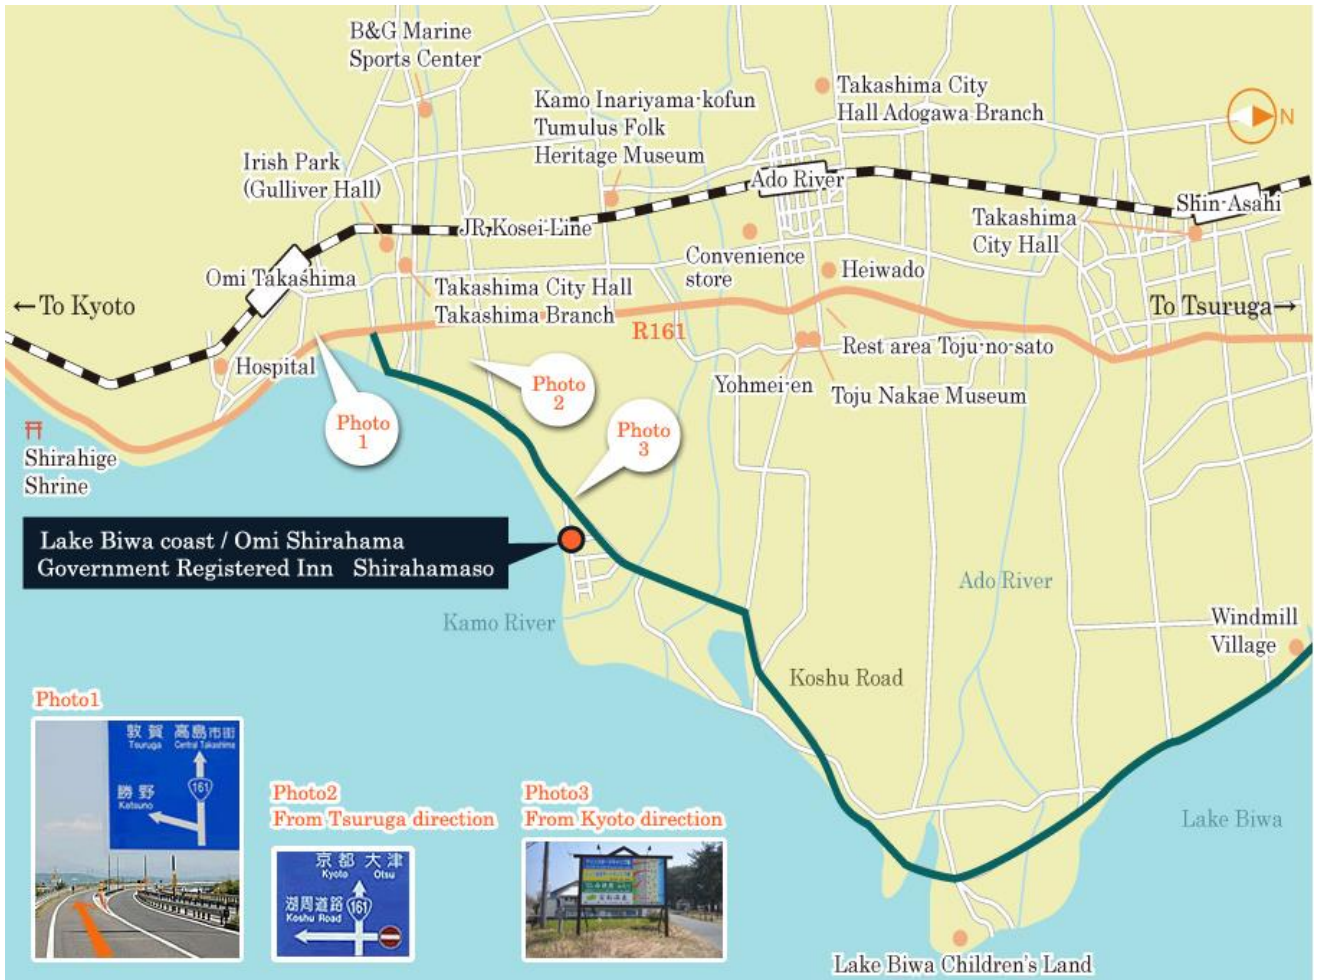 B&G Marine
Sports Center
Takashima City
Hall Adogawa Branch
Kamo Inariyama-kofun
Tumulus Folk
Heritage Museum
N
Irish Park
(Gulliver Hall)
Ado River
Shin-Asahi
JR Kosei-Line
Takashima
City Hall
Convenience
store
Heiwado
Omi Takashima
Takashima City Hall
Takashima Branch
←To Kyoto
To Tsuruga→
R161
Rest area Toju-no-sato
Hospital
Yohmei-en
Toju Nakae Museum
Photo
1
Photo
2
Photo
3
Shirahige
Shrine
Lake Biwa coast / Omi Shirahama
Government Registered Inn Shirahamaso
Ado River
Kamo River
Windmill
Village
Koshu Road
Lake Biwa
Lake Biwa Children's Land
Photo1
敦賀 高島市街
Tsuruga Central Takashima
161
勝野
Katsuno
Photo2
From Tsuruga direction
京都 大津
Kyoto Otsu
湖周道路 161
Koshu Road
Photo3
From Kyoto direction